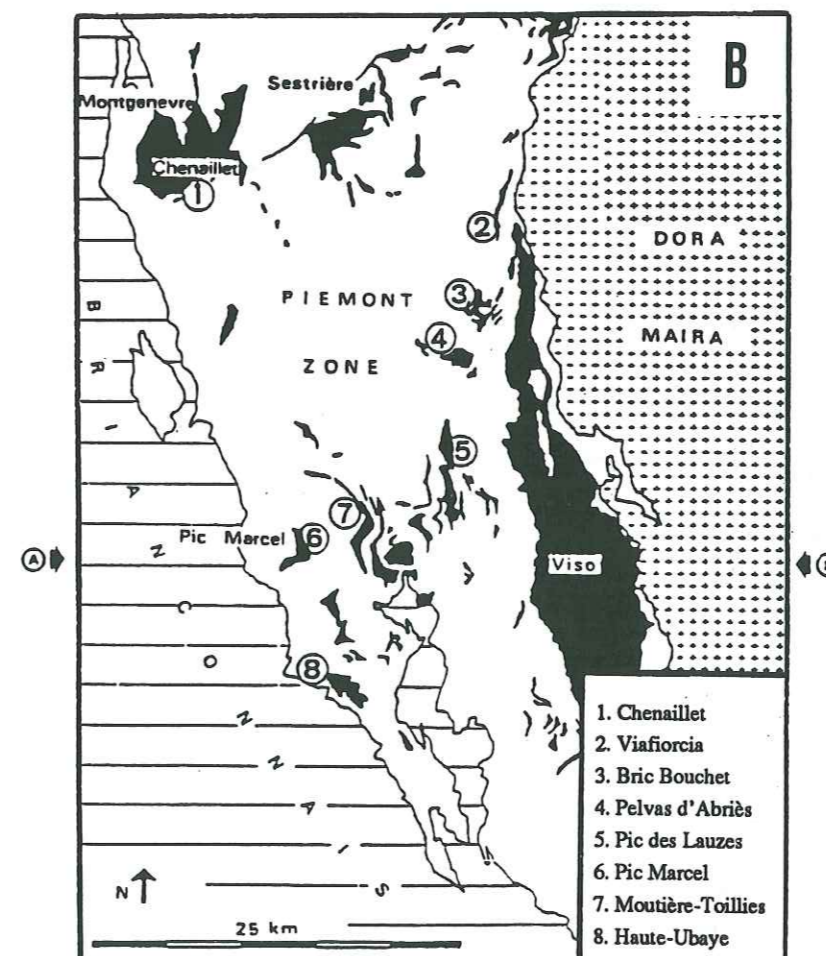 B
Montgenevre
Sestrière
Chenaillet
1
2
DORA
3
PIEMONT
MAIRA
4
ZONE
5
7
Pic Marcel
6
A
Viso
8
BRIANCONNAIS
N
25 km
1. Chenaillet
2. Viafiorcia
3. Bric Bouchet
4. Pelvas d'Abriès
5. Pic des Lauzes
6. Pic Marcel
7. Moutière-Toillies
8. Haute-Ubaye